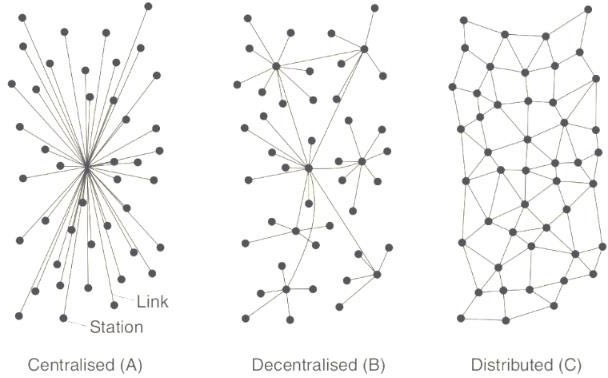 Link
Station
Centralised (A)
Decentralised (B)
Distributed (C)